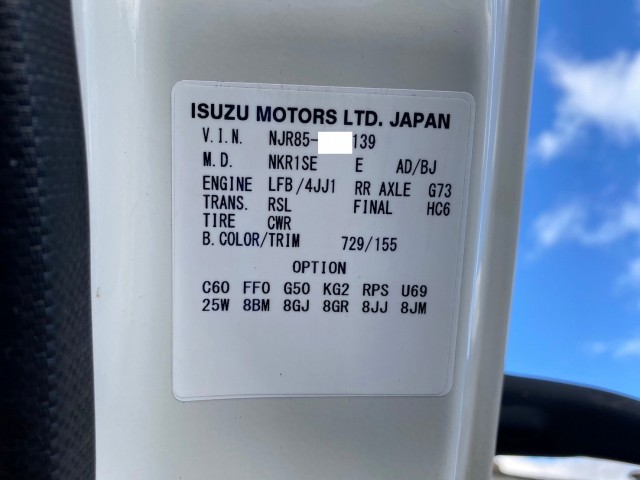 ISUZU MOTORS LTD. JAPAN
V.I.N. NJR85- 139
M.D. NKR1SE E AD/BJ
ENGINE LFB/4JJ1 RR AXLE G73
TRANS. RSL FINAL HC6
TIRE CWR
B.COLOR/TRIM 729/155
OPTION
C60 FF0 G50 KG2 RPS U69
25W 8BM 8GJ 8GR 8JJ 8JM